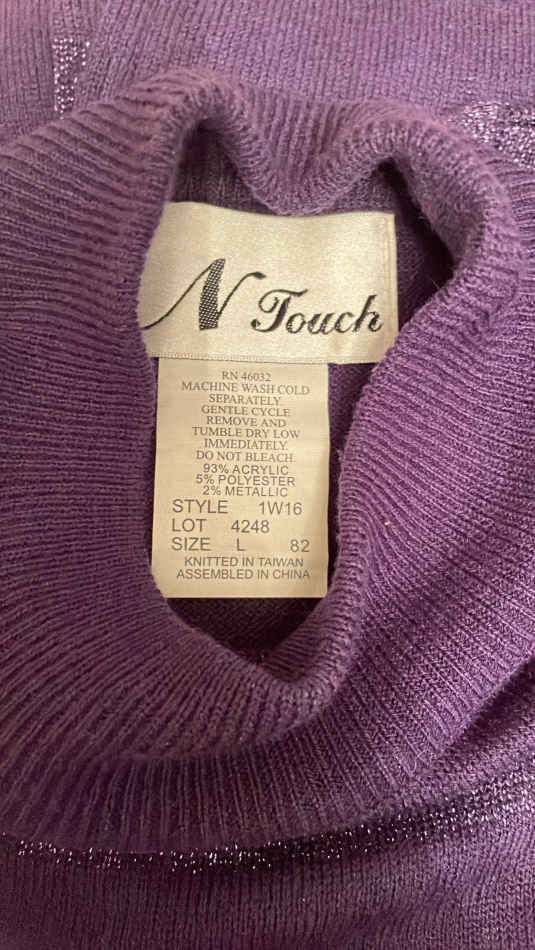 N Touch
RN 46032
MACHINE WASH COLD
SEPARATELY.
GENTLE CYCLE
REMOVE AND
TUMBLE DRY LOW
IMMEDIATELY.
DO NOT BLEACH.
93% ACRYLIC
5% POLYESTER
2% METALLIC
STYLE 1W16
LOT 4248
SIZE L 82
KNITTED IN TAIWAN
ASSEMBLED IN CHINA